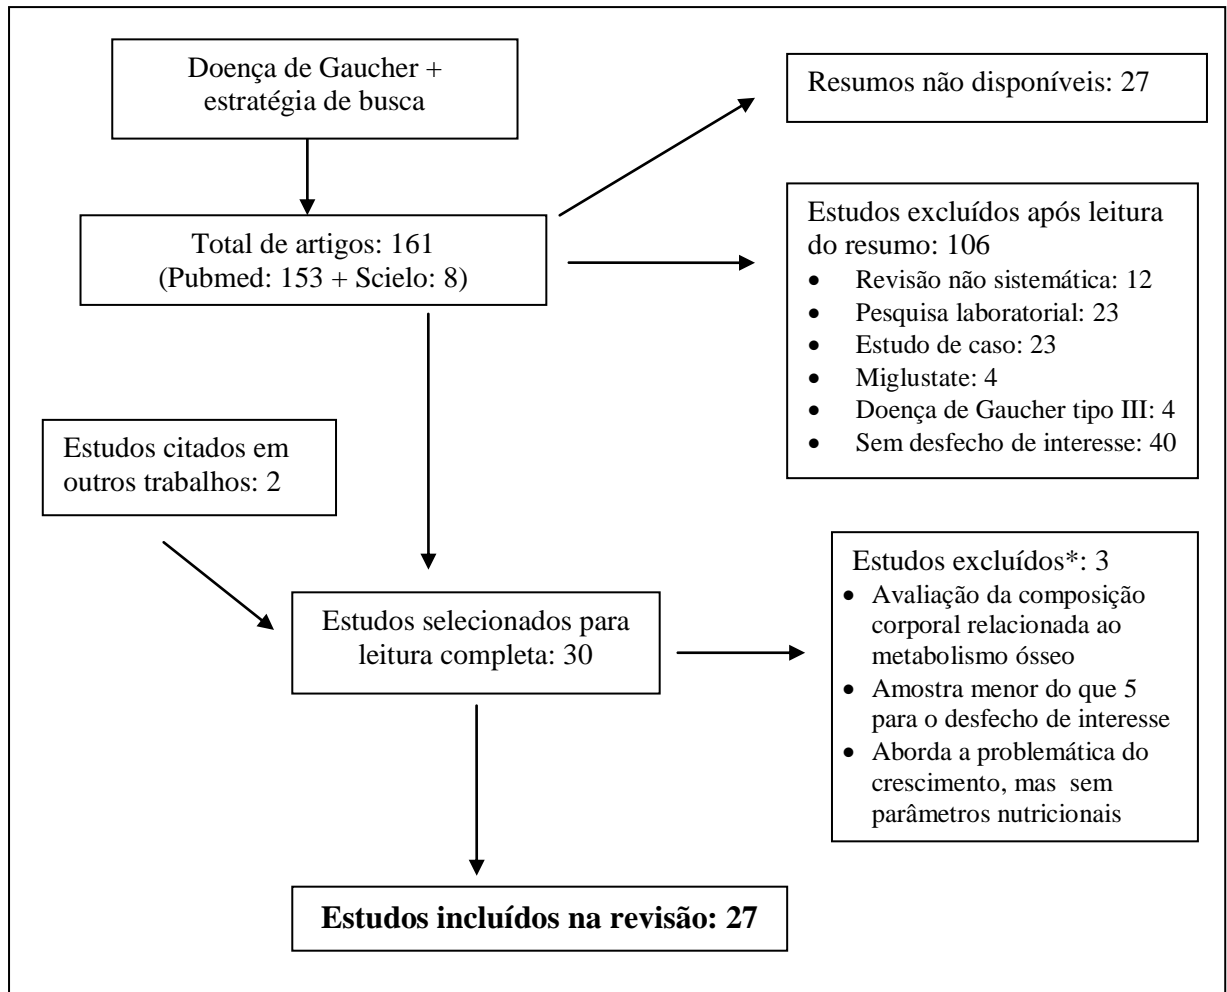 Doença de Gaucher +
estratégia de busca
Resumos não disponíveis: 27
Total de artigos: 161
(Pubmed: 153 + Scielo: 8)
Estudos excluídos após leitura
do resumo: 106
• Revisão não sistemática: 12
• Pesquisa laboratorial: 23
• Estudo de caso: 23
• Miglustate: 4
• Doença de Gaucher tipo III: 4
• Sem desfecho de interesse: 40
Estudos citados em
outros trabalhos: 2
Estudos selecionados para
leitura completa: 30
Estudos excluídos*: 3
• Avaliação da composição
corporal relacionada ao
metabolismo ósseo
• Amostra menor do que 5
para o desfecho de interesse
• Aborda a problemática do
crescimento, mas sem
parâmetros nutricionais
Estudos incluídos na revisão: 27